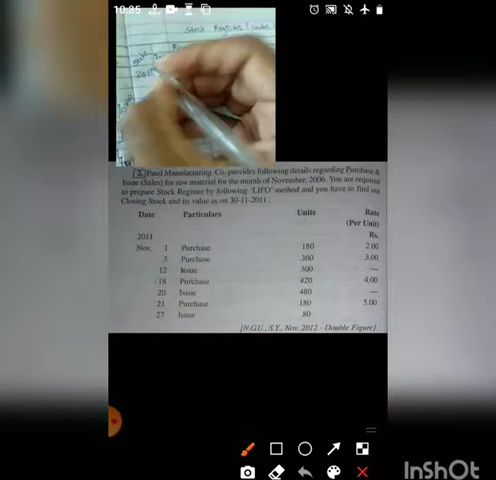 10:35
Stock Register (Sales
2011
[2] Patel Manufacturing Co. provides following details regarding Purchase &
Issue (Sales) for raw material for the month of November, 2006. You are required
to prepare Stock Register by following 'LIFO' method and you have to find out
Closing Stock and its value as on 30-11-2011.
Date Particulars Units Rate
(Per Unit)
2011 Rs.
Nov. 1 Purchase 180 2.00
5 Purchase 360 3.00
12 Issue 300 —
18 Purchase 420 4.00
20 Issue 480 —
21 Purchase 180 5.00
27 Issue 80
[N.G.U., S.Y., Nov. 2012 - Double Figure]
InShOt